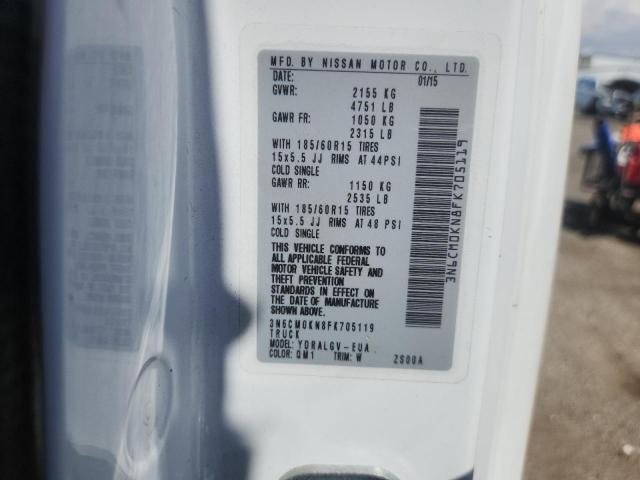 MFD. BY NISSAN MOTOR CO., LTD.
DATE: 01/15
GVWR: 2155 KG
4751 LB
GAWR FR: 1050 KG
2315 LB
WITH 185/60R15 TIRES
15x5.5 JJ RIMS AT 44PSI
COLD SINGLE
GAWR RR: 1150 KG
2535 LB
WITH 185/60R15 TIRES
15x5.5 JJ RIMS AT 48 PSI
COLD SINGLE
THIS VEHICLE CONFORMS TO
ALL APPLICABLE FEDERAL
MOTOR VEHICLE SAFETY AND
THEFT PREVENTION
STANDARDS IN EFFECT ON
THE DATE OF MANUFACTURE
SHOWN ABOVE.
3N6CM0KN8FK705119
TRUCK
MODEL: YDRALGV-EUA
COLOR: QM1 TRIM: W ZS00A
3N6CM0KN8FK705119